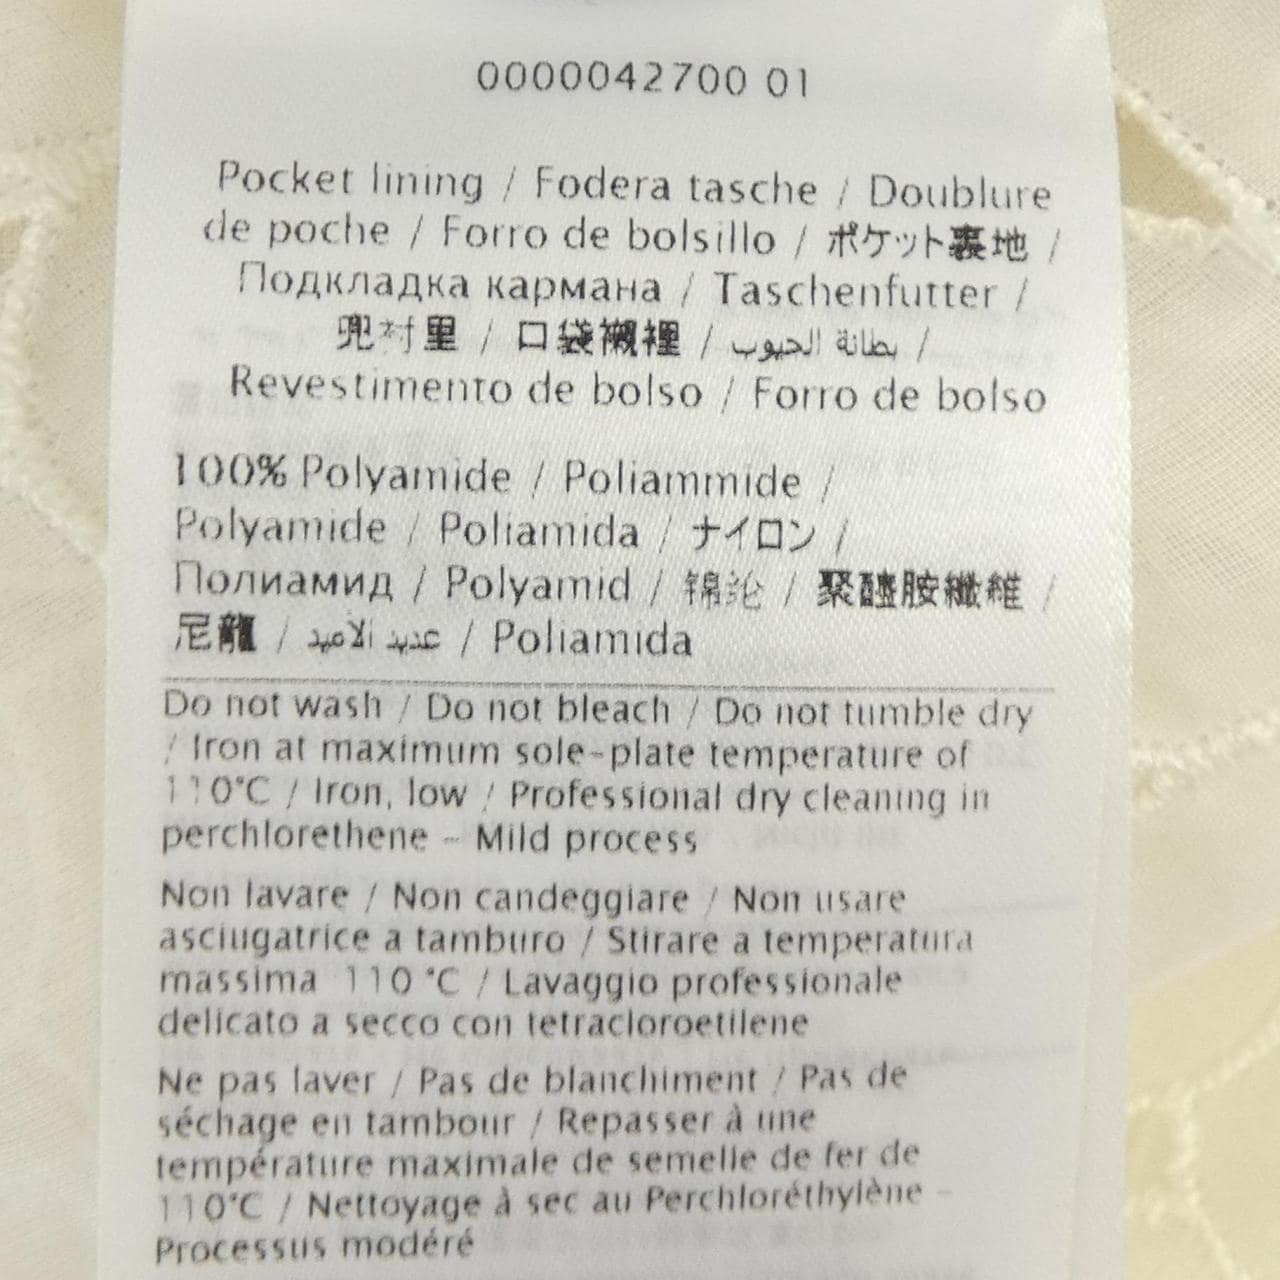 0000042700 01
Pocket lining / Fodera tasche / Doublure
de poche / Forro de bolsillo / ポケット裏地 /
Подкладка кармана / Taschenfutter /
兜衬里 / 口袋襯裡 / بطانة الجيوب /
Revestimento de bolso / Forro de bolso
100% Polyamide / Poliammide /
Polyamide / Poliamida / ナイロン /
Полиамид / Polyamid / 锦纶 / 聚醯胺纖維 /
尼龍 / عديد الاميد / Poliamida
Do not wash / Do not bleach / Do not tumble dry
/ Iron at maximum sole-plate temperature of
110°C / Iron, low / Professional dry cleaning in
perchlorethene - Mild process
Non lavare / Non candeggiare / Non usare
asciugatrice a tamburo / Stirare a temperatura
massima 110 °C / Lavaggio professionale
delicato a secco con tetracloroetilene
Ne pas laver / Pas de blanchiment / Pas de
séchage en tambour / Repasser à une
température maximale de semelle de fer de
110°C / Nettoyage à sec au Perchloréthylène -
Processus modéré